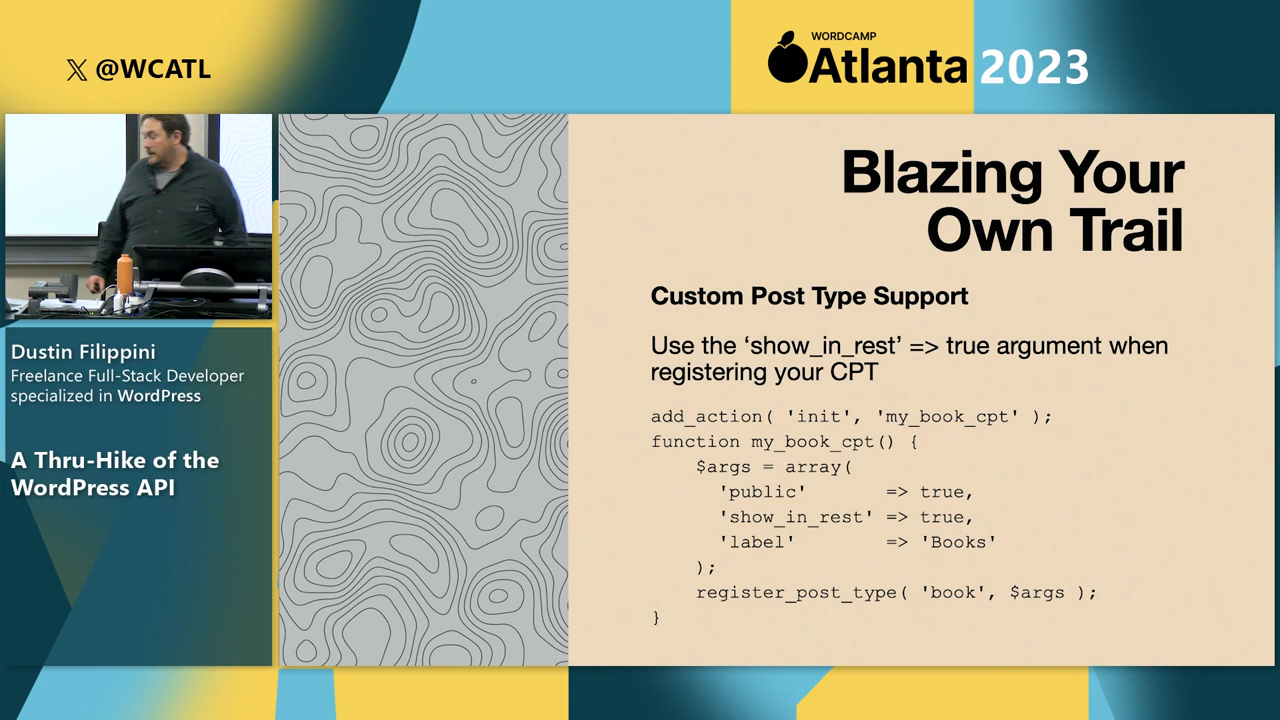 𝕏 @WCATL
WORDCAMP
Atlanta 2023
Dustin Filippini
Freelance Full-Stack Developer
specialized in WordPress
A Thru-Hike of the
WordPress API
Blazing Your
Own Trail
Custom Post Type Support
Use the ‘show_in_rest’ => true argument when
registering your CPT
add_action( 'init', 'my_book_cpt' );
function my_book_cpt() {
    $args = array(
      'public'       => true,
      'show_in_rest' => true,
      'label'        => 'Books'
    );
    register_post_type( 'book', $args );
}